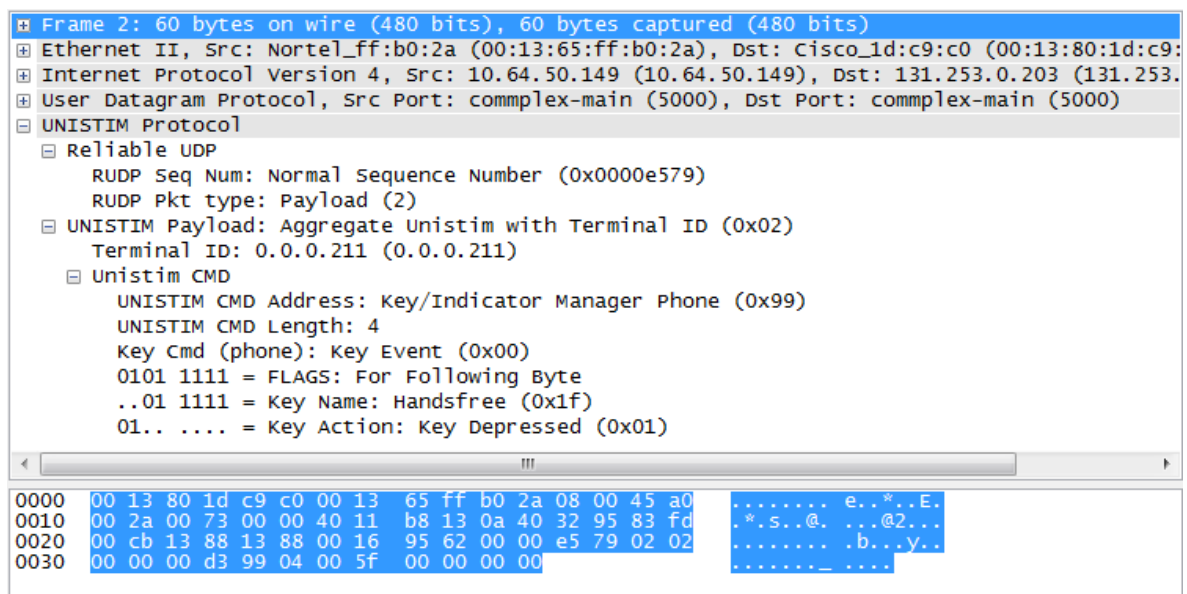 Frame 2: 60 bytes on wire (480 bits), 60 bytes captured (480 bits)
Ethernet II, Src: Nortel_ff:b0:2a (00:13:65:ff:b0:2a), Dst: Cisco_1d:c9:c0 (00:13:80:1d:c9:
Internet Protocol Version 4, Src: 10.64.50.149 (10.64.50.149), Dst: 131.253.0.203 (131.253.
User Datagram Protocol, Src Port: commplex-main (5000), Dst Port: commplex-main (5000)
UNISTIM Protocol
Reliable UDP
RUDP Seq Num: Normal Sequence Number (0x0000e579)
RUDP Pkt type: Payload (2)
UNISTIM Payload: Aggregate Unistim with Terminal ID (0x02)
Terminal ID: 0.0.0.211 (0.0.0.211)
Unistim CMD
UNISTIM CMD Address: Key/Indicator Manager Phone (0x99)
UNISTIM CMD Length: 4
Key Cmd (phone): Key Event (0x00)
0101 1111 = FLAGS: For Following Byte
..01 1111 = Key Name: Handsfree (0x1f)
01.. .... = Key Action: Key Depressed (0x01)
0000 00 13 80 1d c9 c0 00 13 65 ff b0 2a 08 00 45 a0 ........ e..*..E.
0010 00 2a 00 73 00 00 40 11 b8 13 0a 40 32 95 83 fd .*.s..@. ...@2...
0020 00 cb 13 88 13 88 00 16 95 62 00 00 e5 79 02 02 ........ .b...y..
0030 00 00 00 d3 99 04 00 5f 00 00 00 00 ......._ ....